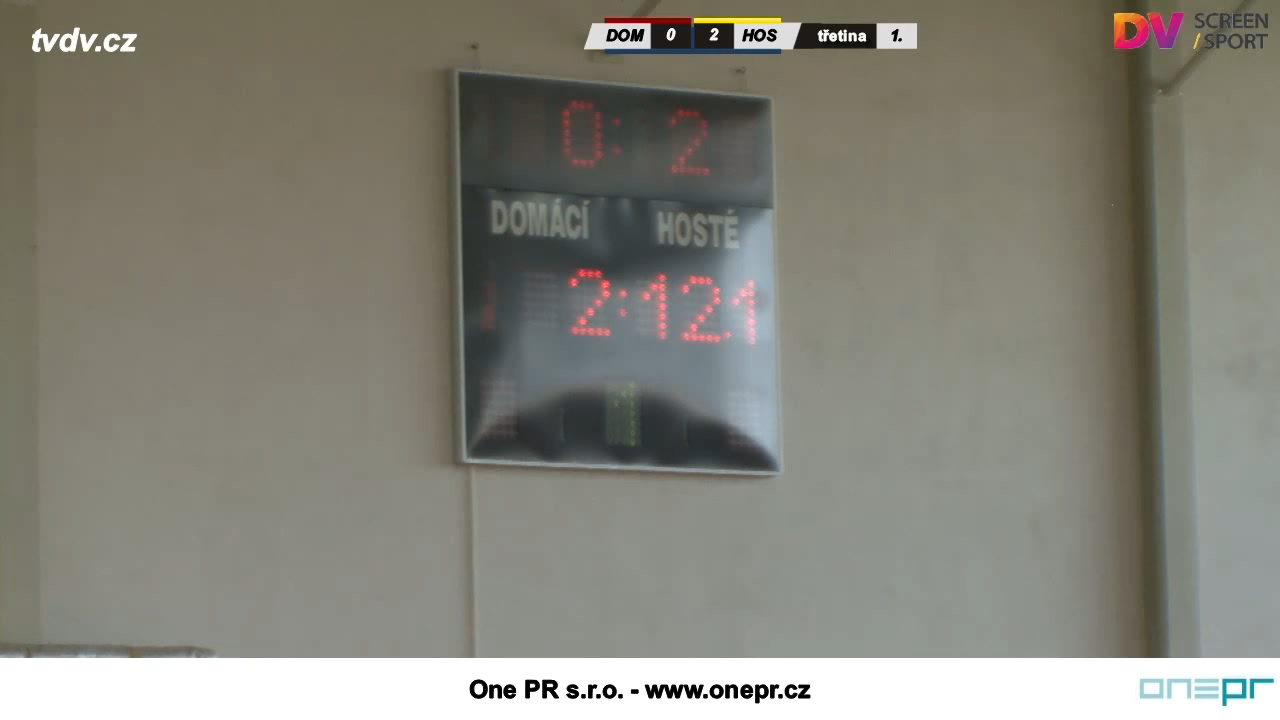 tvdv.cz
DOM 0 2 HOS třetina 1.
DV SCREEN /SPORT
0: 2
DOMÁCÍ HOSTÉ
2:12.1
One PR s.r.o. - www.onepr.cz
onepr